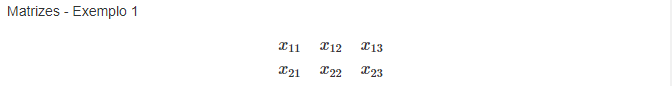 Matrizes - Exemplo 1
x₁₁ x₁₂ x₁₃
x₂₁ x₂₂ x₂₃